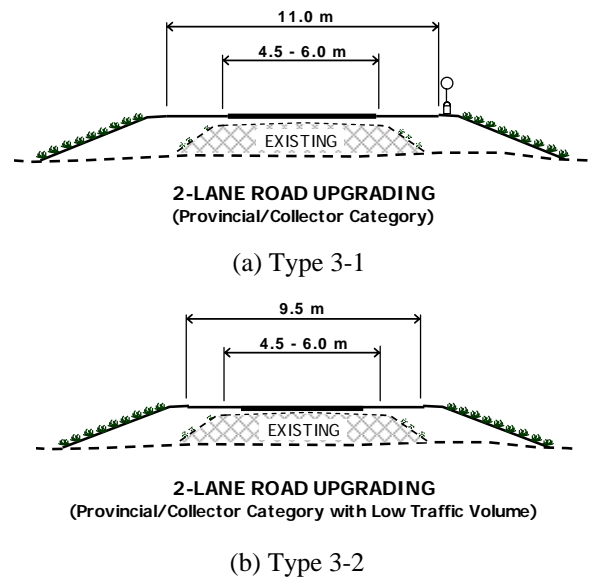 11.0 m
4.5 - 6.0 m
EXISTING
2-LANE ROAD UPGRADING
(Provincial/Collector Category)
(a) Type 3-1
9.5 m
4.5 - 6.0 m
EXISTING
2-LANE ROAD UPGRADING
(Provincial/Collector Category with Low Traffic Volume)
(b) Type 3-2